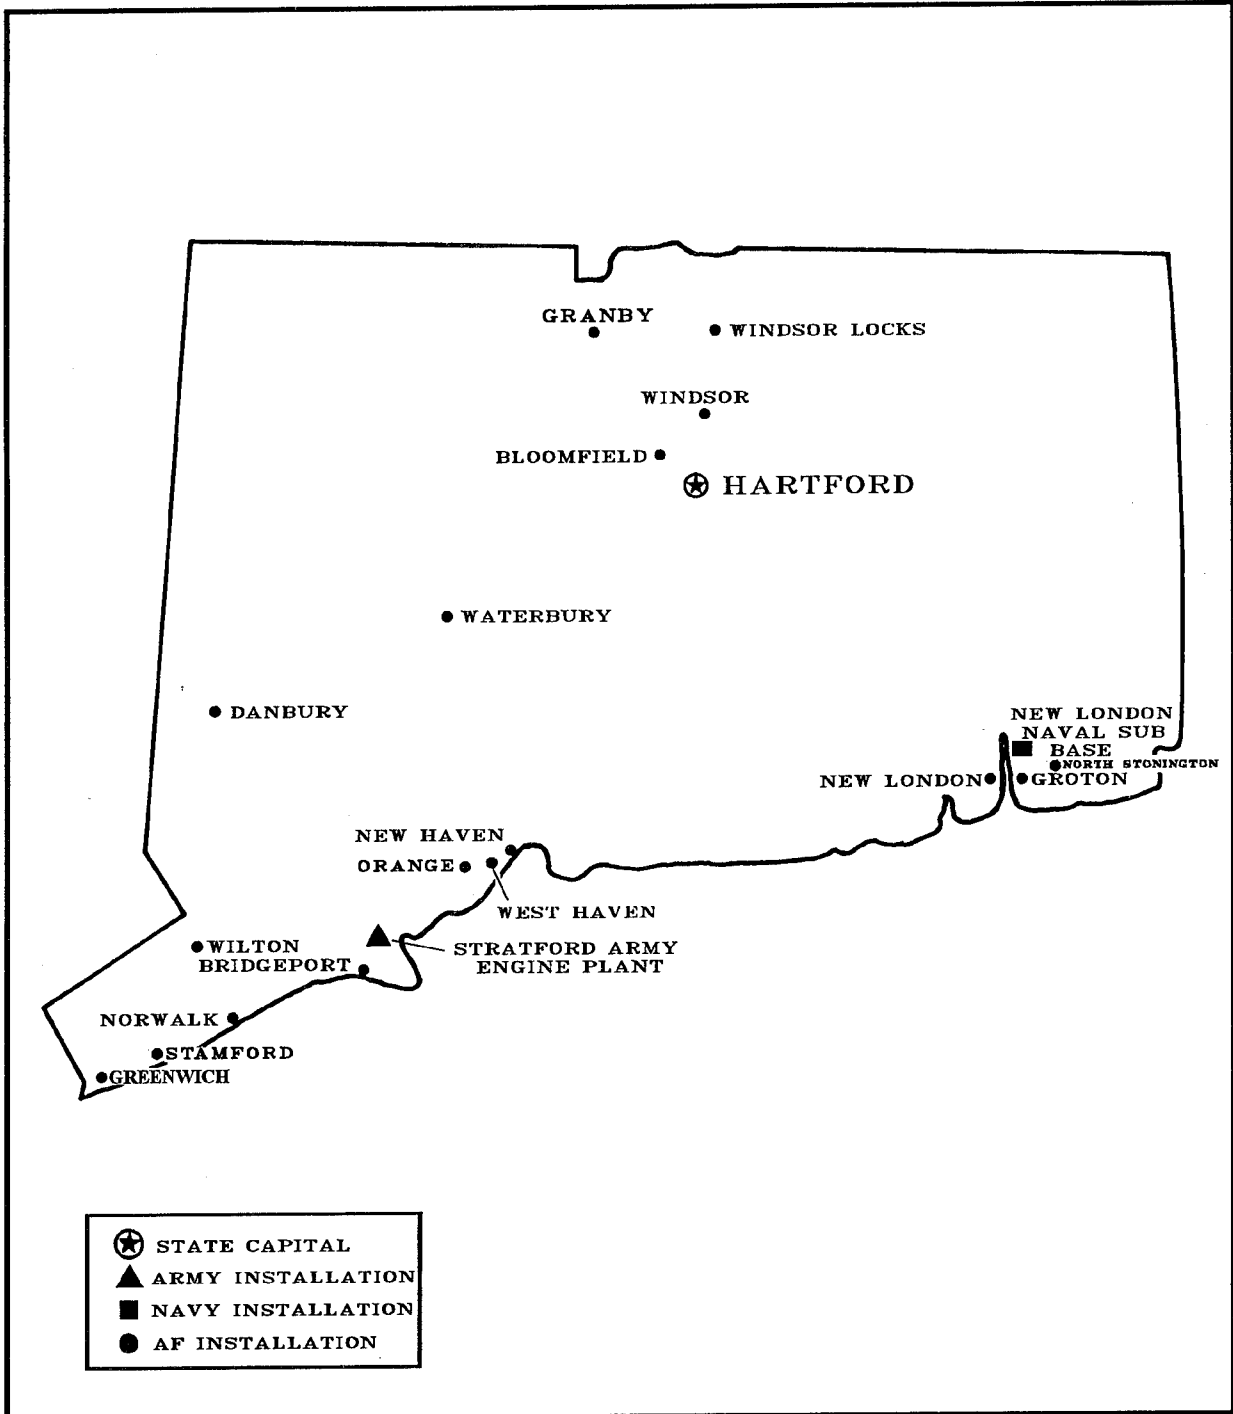 GRANBY
WINDSOR LOCKS
WINDSOR
BLOOMFIELD
HARTFORD
WATERBURY
DANBURY
NEW LONDON
NAVAL SUB
BASE
NORTH STONINGTON
NEW LONDON
GROTON
NEW HAVEN
ORANGE
WEST HAVEN
STRATFORD ARMY
ENGINE PLANT
WILTON
BRIDGEPORT
NORWALK
STAMFORD
GREENWICH
STATE CAPITAL
ARMY INSTALLATION
NAVY INSTALLATION
AF INSTALLATION